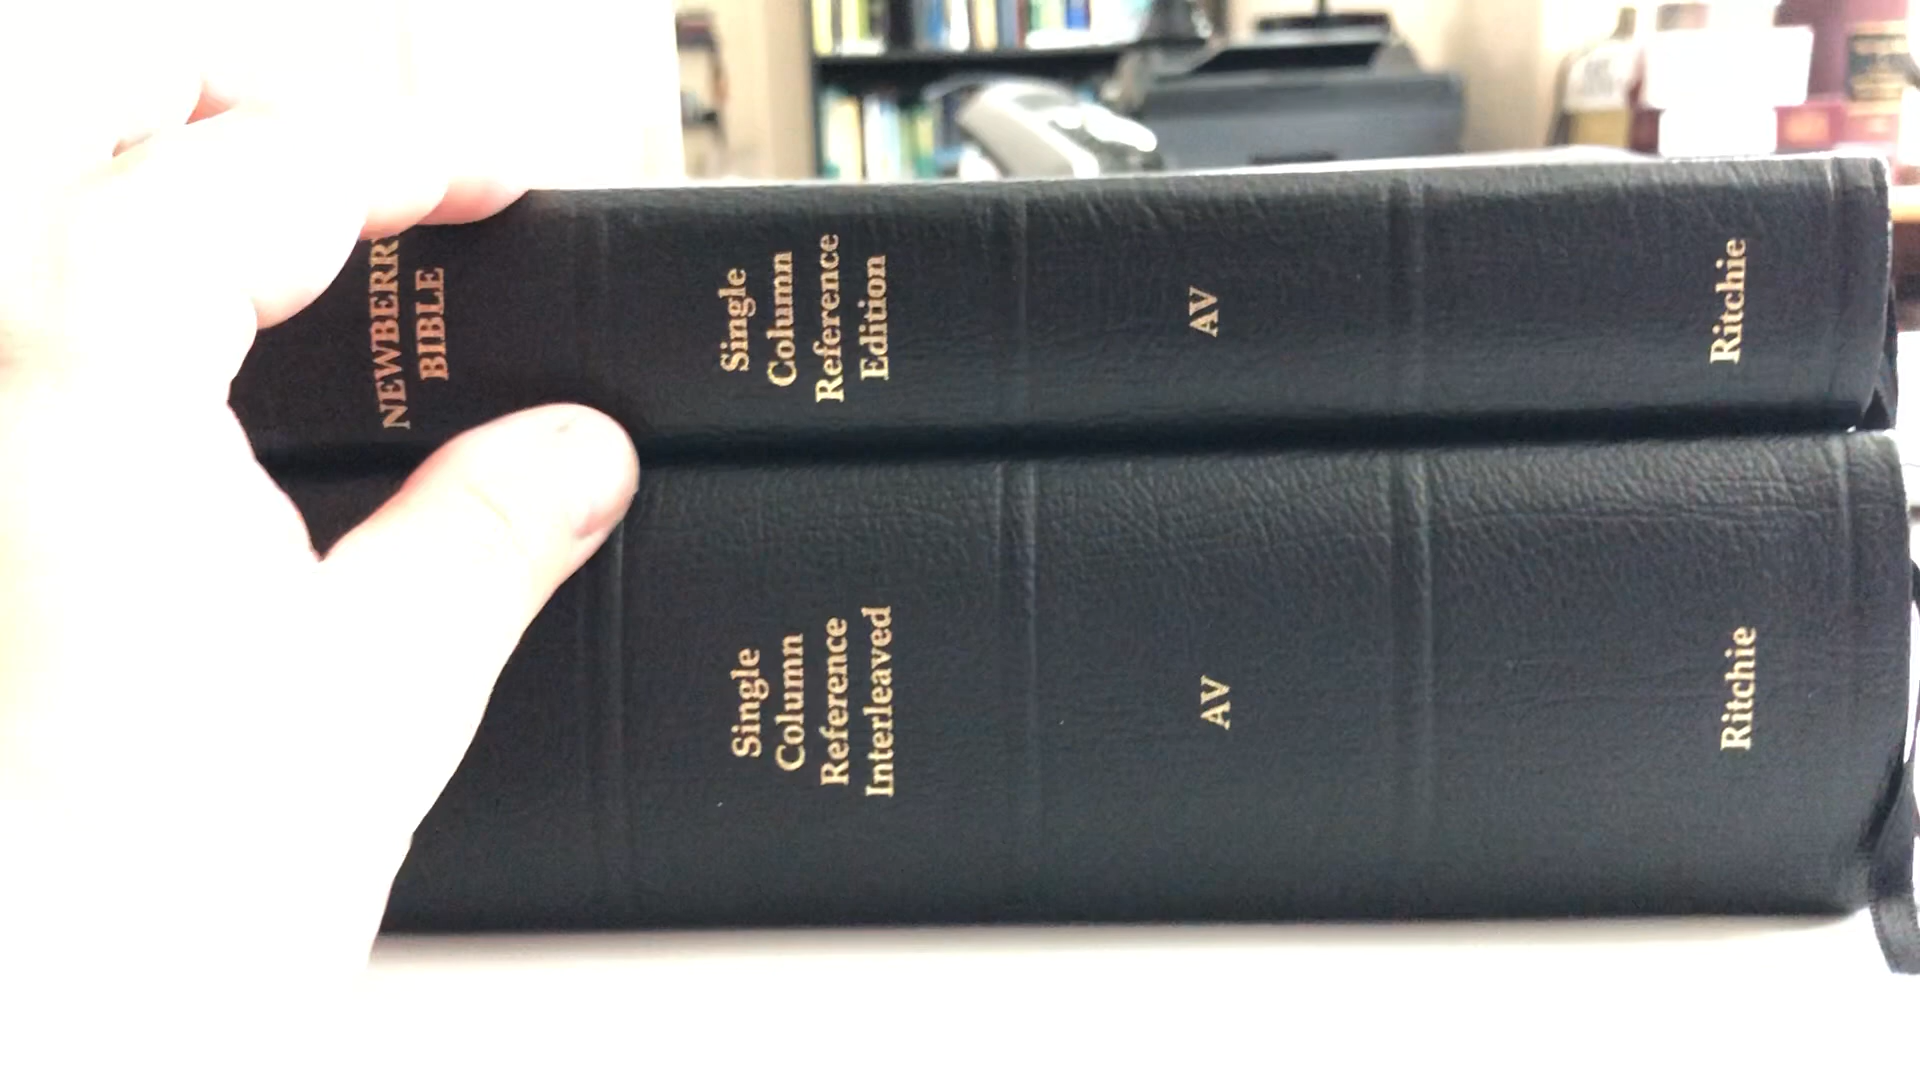 NEWBERRY
BIBLE
Single
Column
Reference
Edition
AV
Ritchie
Single
Column
Reference
Interleaved
AV
Ritchie